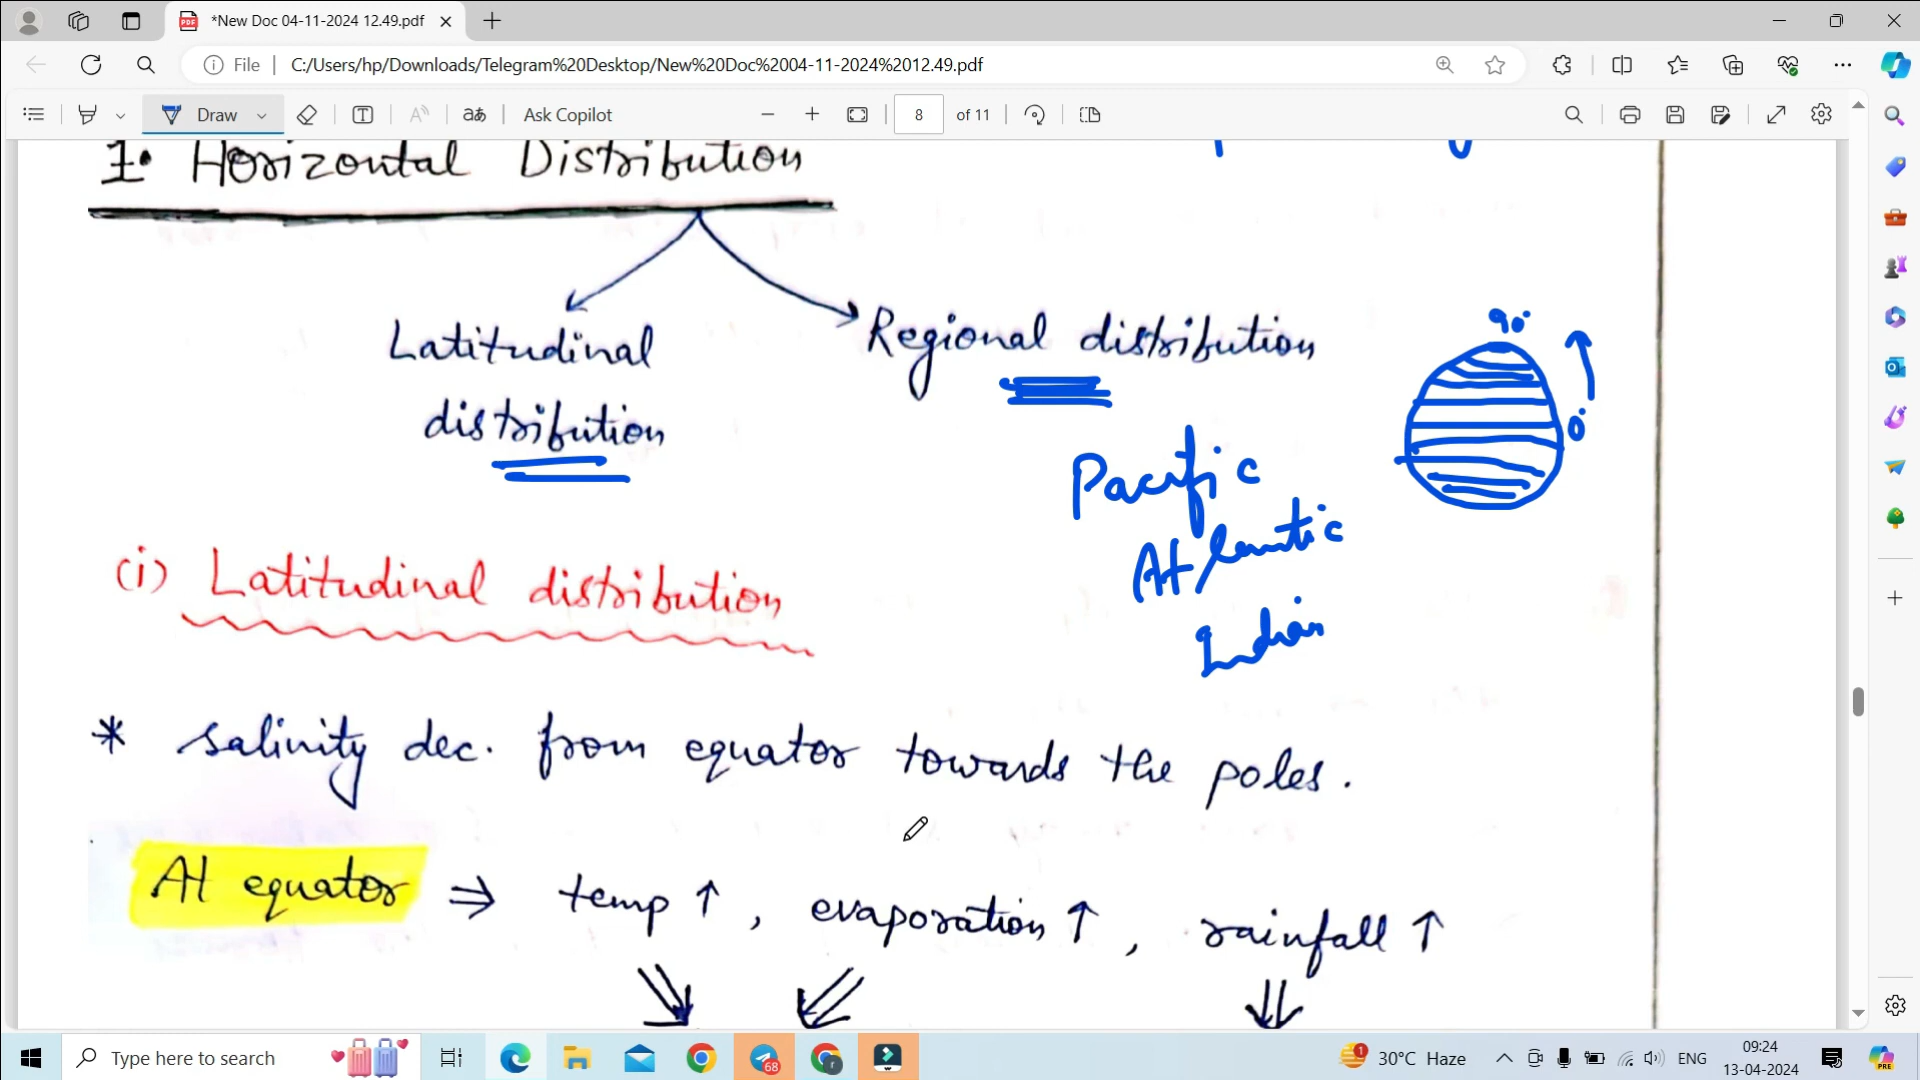 *New Doc 04-11-2024 12.49.pdf
File
C:/Users/hp/Downloads/Telegram%20Desktop/New%20Doc%2004-11-2024%2012.49.pdf
Draw
Ask Copilot
8 of 11
1. Horizontal Distribution
Latitudinal distribution
Regional distribution
90°
0°
Pacific
Atlantic
Indian
(i) Latitudinal distribution
* salinity dec. from equator towards the poles.
At equator ⇒ temp ↑, evaporation ↑, rainfall ↑
Type here to search
68
30°C Haze
ENG
09:24
13-04-2024